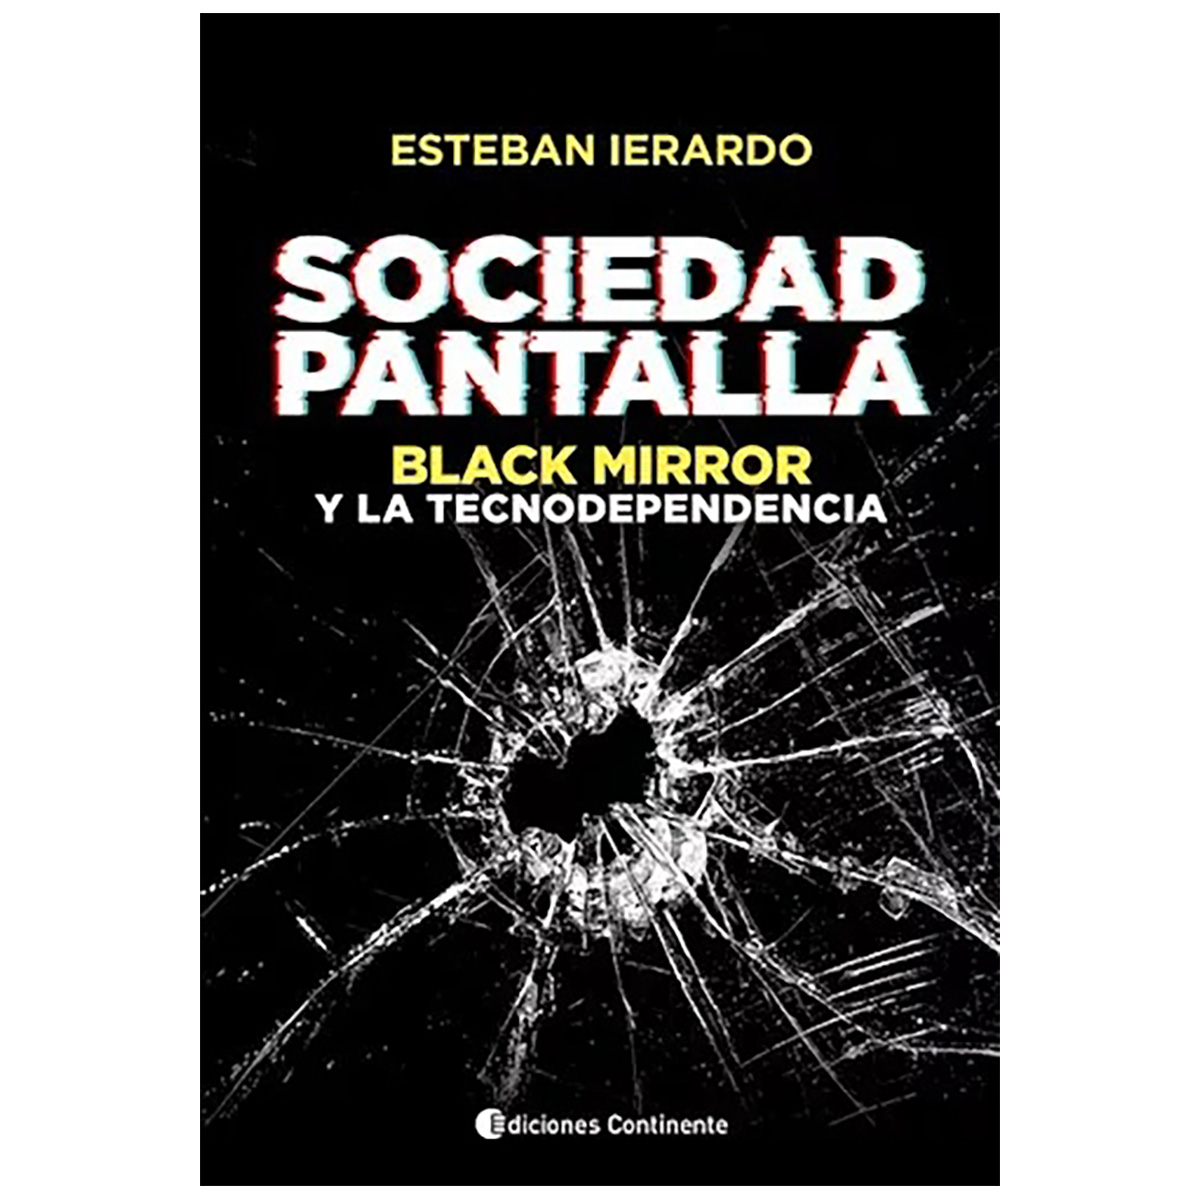 ESTEBAN IERARDO
SOCIEDAD
PANTALLA
BLACK MIRROR
Y LA TECNODEPENDENCIA
Ediciones Continente